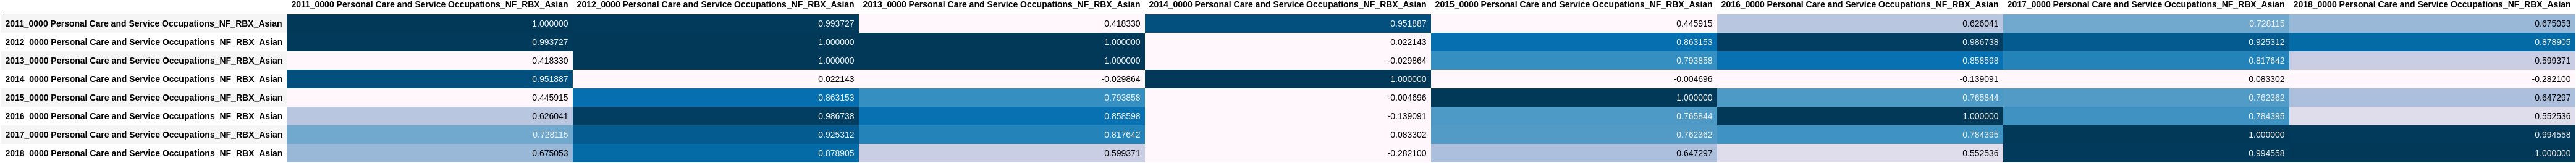 2011_0000 Personal Care and Service Occupations_NF_RBX_Asian 2012_0000 Personal Care and Service Occupations_NF_RBX_Asian 2013_0000 Personal Care and Service Occupations_NF_RBX_Asian 2014_0000 Personal Care and Service Occupations_NF_RBX_Asian 2015_0000 Personal Care and Service Occupations_NF_RBX_Asian 2016_0000 Personal Care and Service Occupations_NF_RBX_Asian 2017_0000 Personal Care and Service Occupations_NF_RBX_Asian 2018_0000 Personal Care and Service Occupations_NF_RBX_Asian
2011_0000 Personal Care and Service Occupations_NF_RBX_Asian 1.000000 0.993727 0.418330 0.951887 0.445915 0.626041 0.728115 0.675053
2012_0000 Personal Care and Service Occupations_NF_RBX_Asian 0.993727 1.000000 1.000000 0.022143 0.863153 0.986738 0.925312 0.878905
2013_0000 Personal Care and Service Occupations_NF_RBX_Asian 0.418330 1.000000 1.000000 -0.029864 0.793858 0.858598 0.817642 0.599371
2014_0000 Personal Care and Service Occupations_NF_RBX_Asian 0.951887 0.022143 -0.029864 1.000000 -0.004696 -0.139091 0.083302 -0.282100
2015_0000 Personal Care and Service Occupations_NF_RBX_Asian 0.445915 0.863153 0.793858 -0.004696 1.000000 0.765844 0.762362 0.647297
2016_0000 Personal Care and Service Occupations_NF_RBX_Asian 0.626041 0.986738 0.858598 -0.139091 0.765844 1.000000 0.784395 0.552536
2017_0000 Personal Care and Service Occupations_NF_RBX_Asian 0.728115 0.925312 0.817642 0.083302 0.762362 0.784395 1.000000 0.994558
2018_0000 Personal Care and Service Occupations_NF_RBX_Asian 0.675053 0.878905 0.599371 -0.282100 0.647297 0.552536 0.994558 1.000000